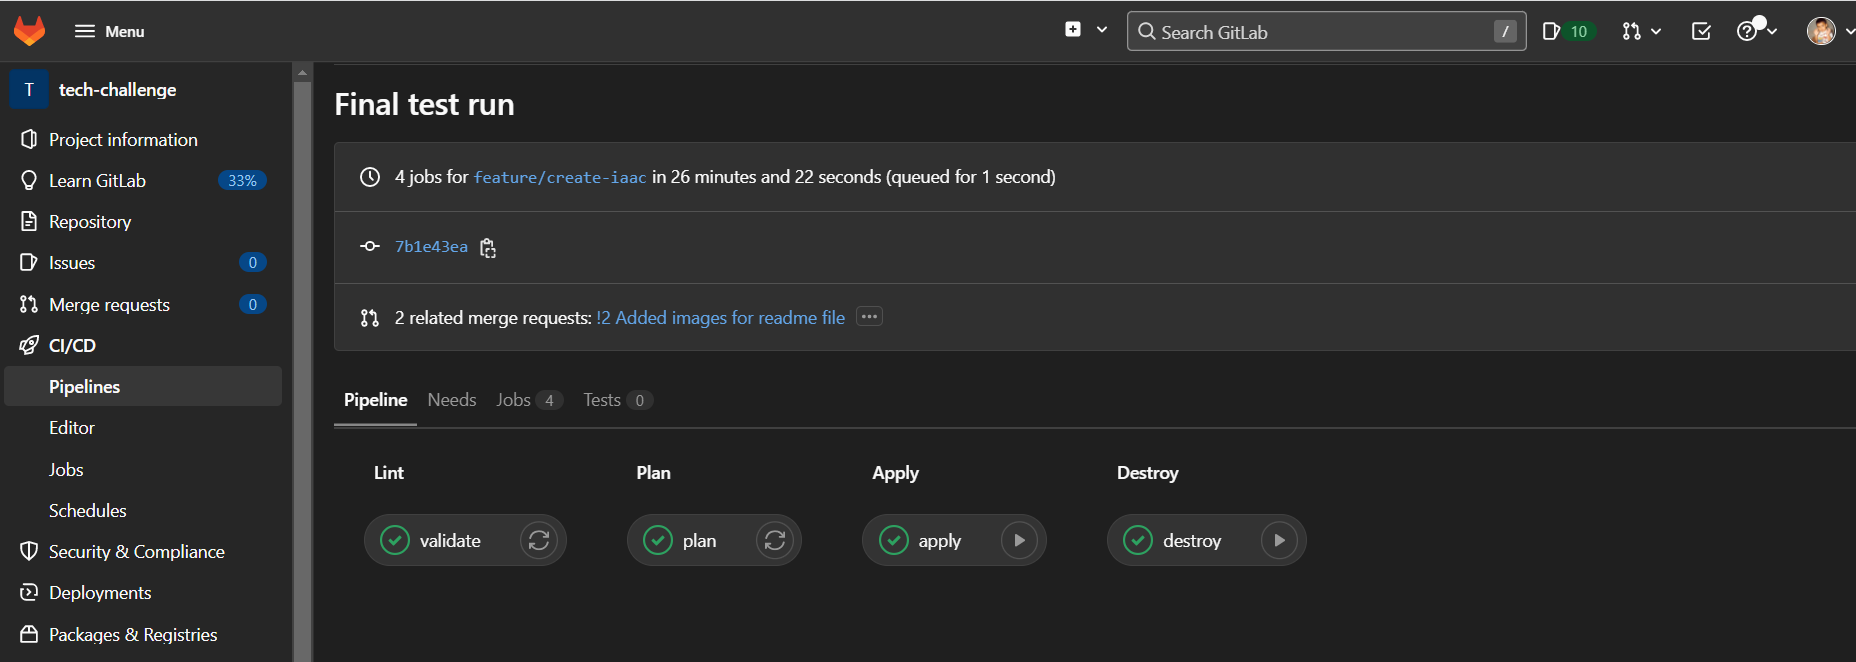 Menu
Search GitLab
/
10
T
tech-challenge
Project information
Learn GitLab 33%
Repository
Issues 0
Merge requests 0
CI/CD
Pipelines
Editor
Jobs
Schedules
Security & Compliance
Deployments
Packages & Registries
Final test run
4 jobs for feature/create-iaac in 26 minutes and 22 seconds (queued for 1 second)
7b1e43ea
2 related merge requests: !2 Added images for readme file
Pipeline Needs Jobs 4 Tests 0
Lint Plan Apply Destroy
validate plan apply destroy